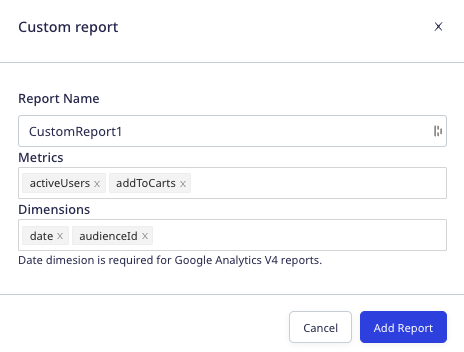 Custom report
Report Name
CustomReport1
Metrics
activeUsers x addToCarts x
Dimensions
date x audienceId x
Date dimesion is required for Google Analytics V4 reports.
Cancel Add Report